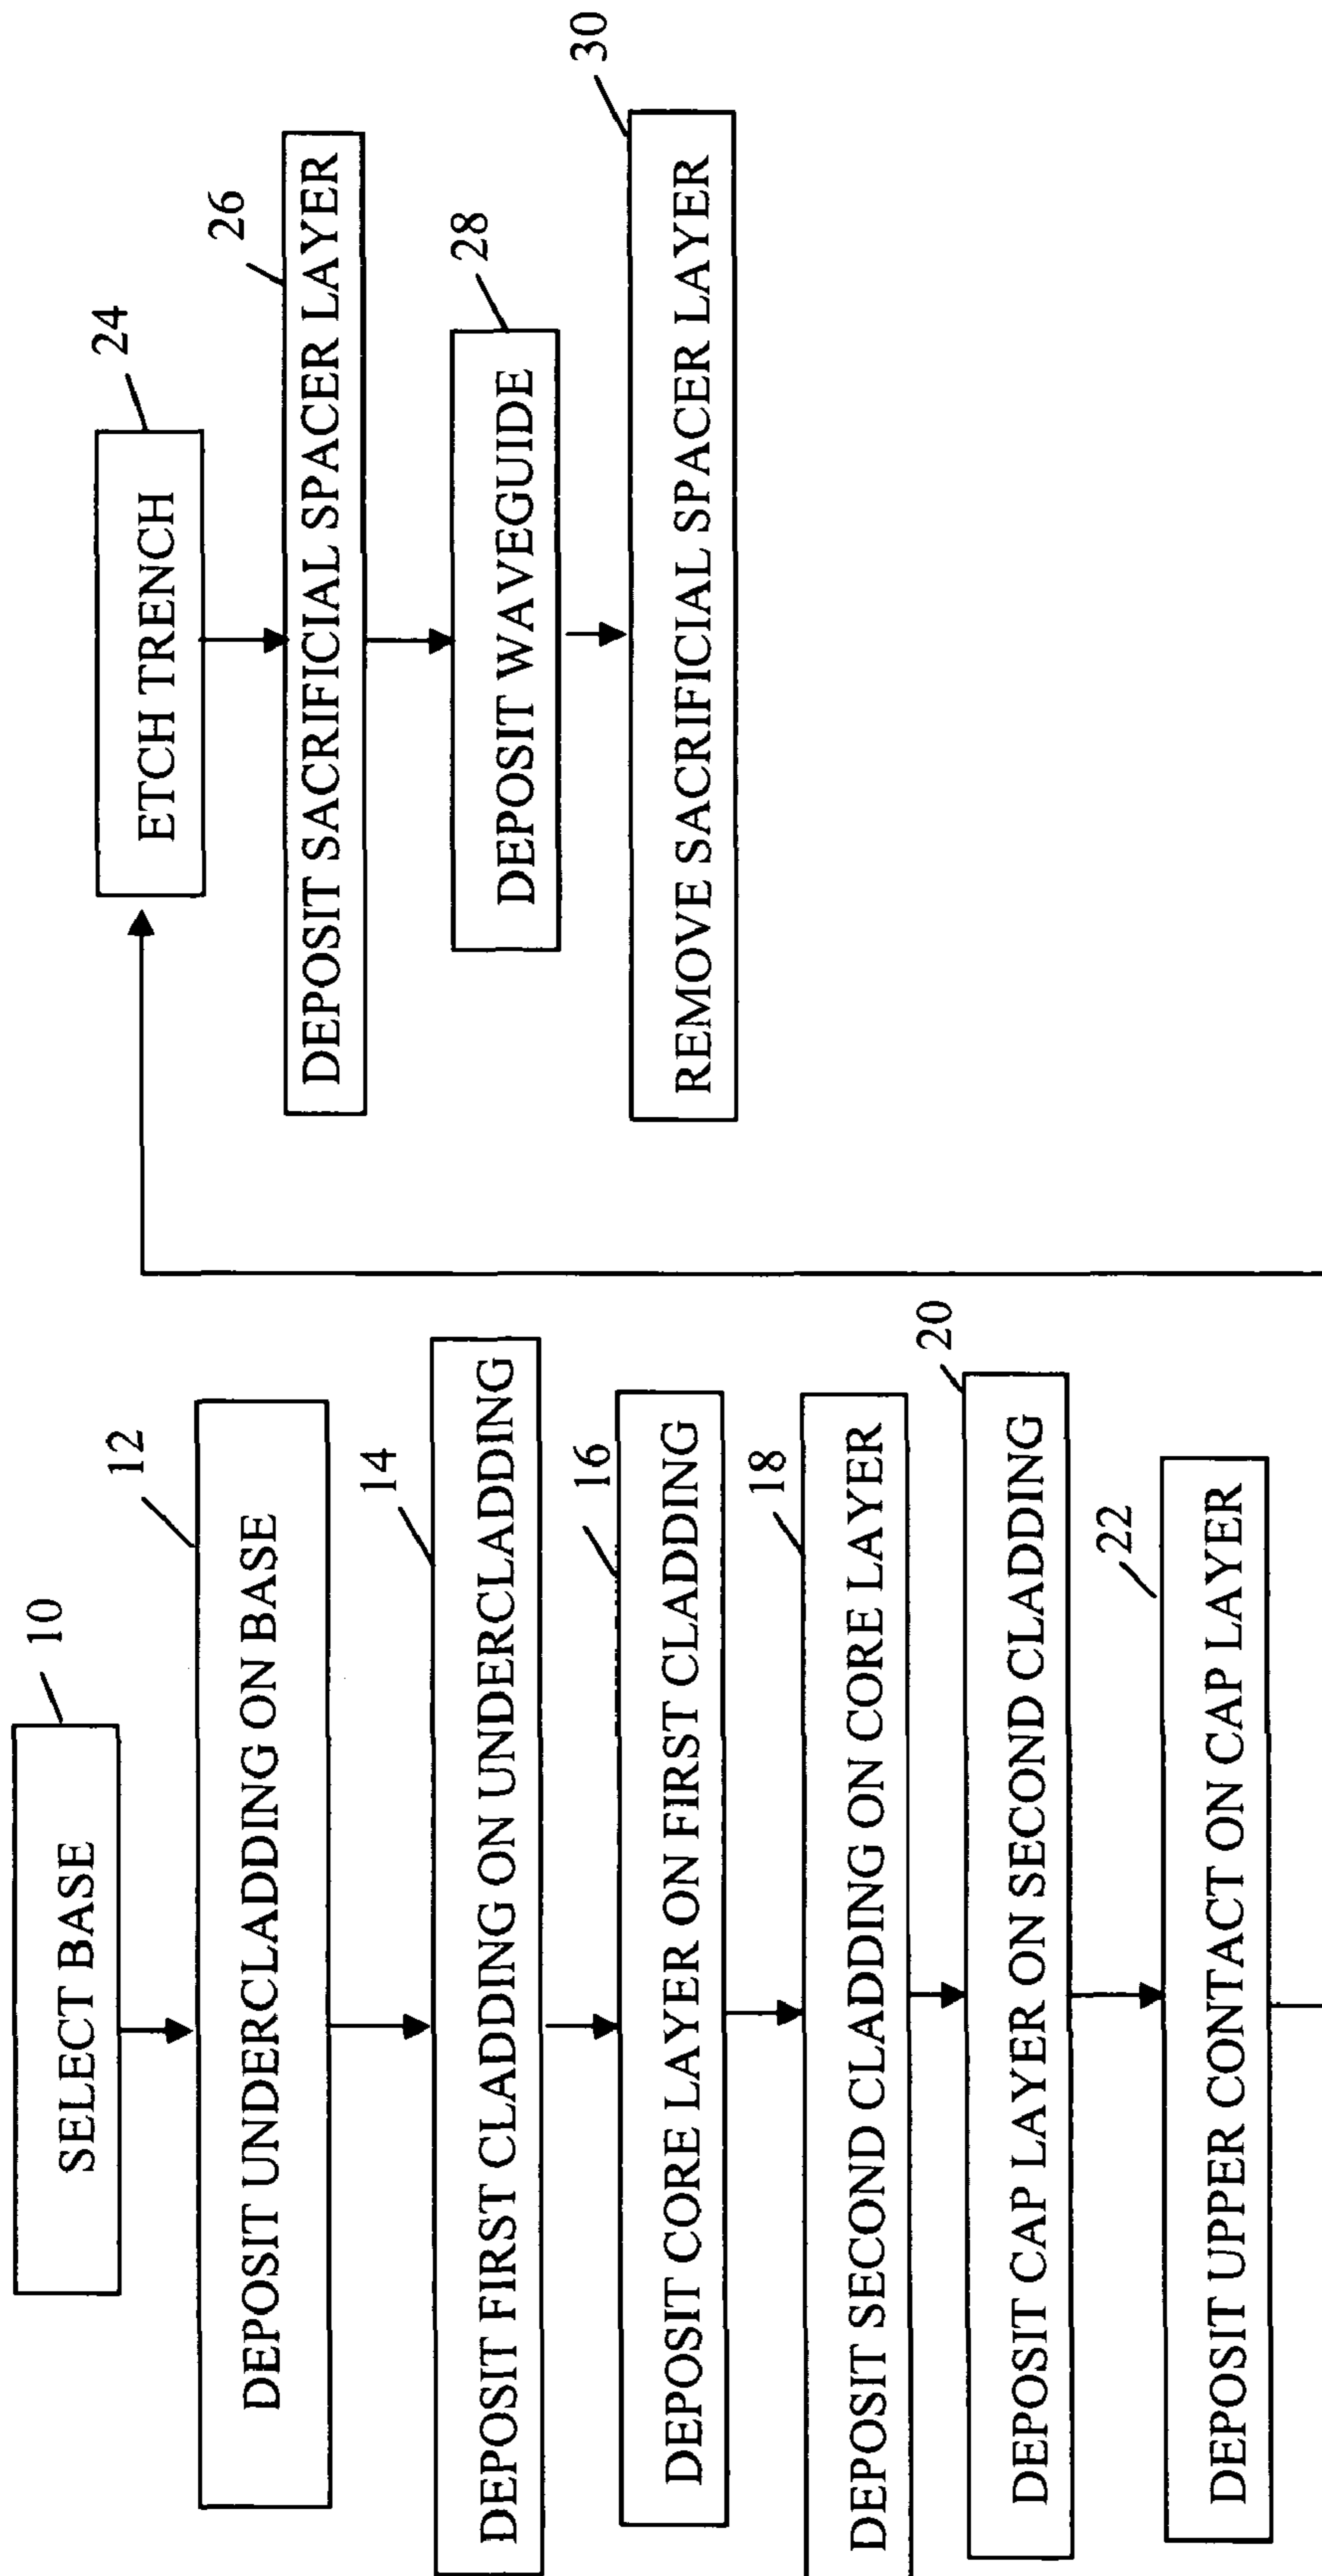 SELECT BASE
10
DEPOSIT UNDERCLADDING ON BASE
12
DEPOSIT FIRST CLADDING ON UNDERCLADDING
14
DEPOSIT CORE LAYER ON FIRST CLADDING
16
DEPOSIT SECOND CLADDING ON CORE LAYER
18
DEPOSIT CAP LAYER ON SECOND CLADDING
20
DEPOSIT UPPER CONTACT ON CAP LAYER
22
ETCH TRENCH
24
DEPOSIT SACRIFICIAL SPACER LAYER
26
DEPOSIT WAVEGUIDE
28
REMOVE SACRIFICIAL SPACER LAYER
30